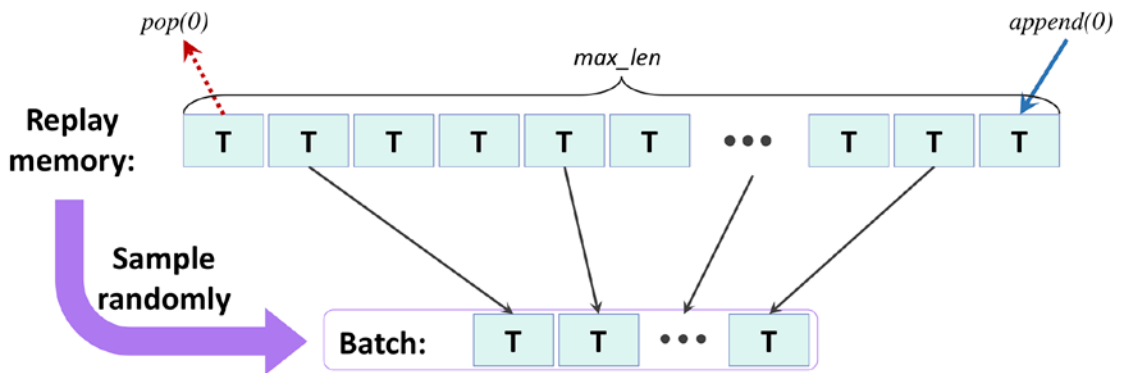 pop(0)
append(0)
max_len
Replay
memory:
T T T T T T ••• T T T
Sample
randomly
Batch: T T ••• T